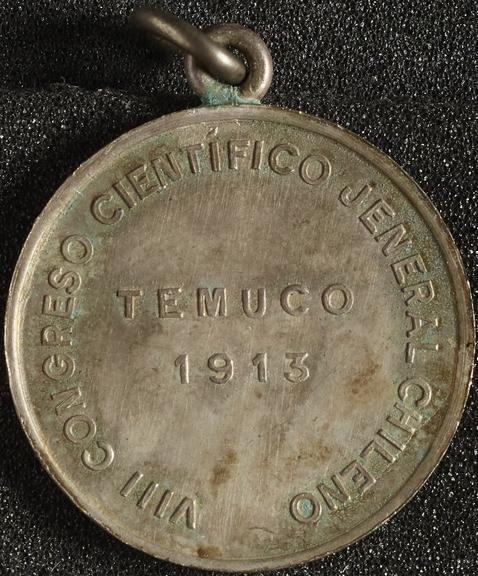 VIII CONGRESO CIENTÍFICO JENERAL CHILENO
TEMUCO
1913